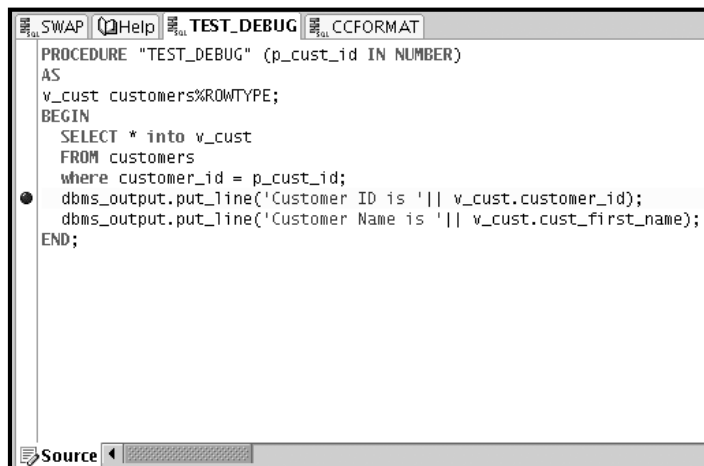 SWAP Help TEST_DEBUG CCFORMAT
PROCEDURE "TEST_DEBUG" (p_cust_id IN NUMBER)
AS
v_cust customers%ROWTYPE;
BEGIN
SELECT * into v_cust
FROM customers
where customer_id = p_cust_id;
dbms_output.put_line('Customer ID is '|| v_cust.customer_id);
dbms_output.put_line('Customer Name is '|| v_cust.cust_first_name);
END;
Source